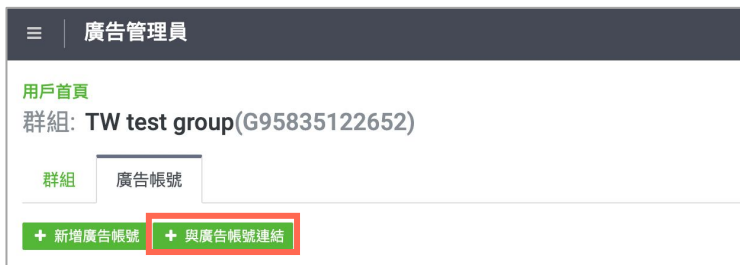 廣告管理員
用戶首頁
群組: TW test group(G95835122652)
群組 廣告帳號
+ 新增廣告帳號 + 與廣告帳號連結